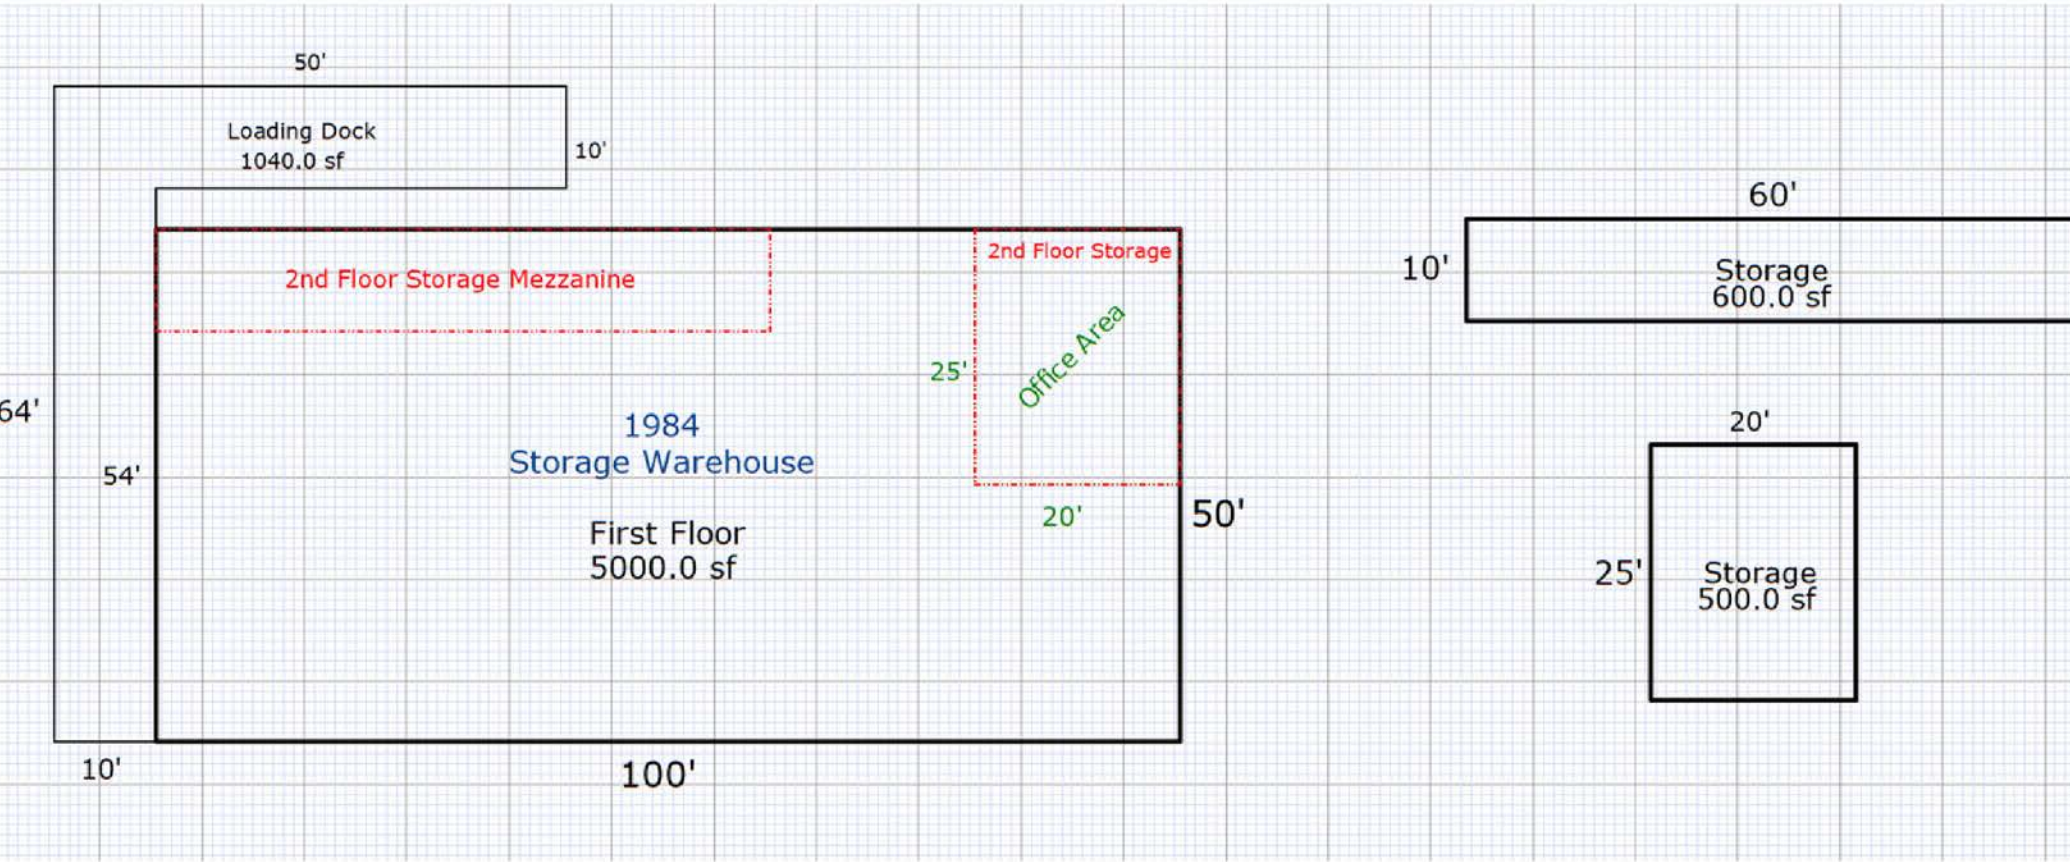 50'
Loading Dock
1040.0 sf
10'
60'
2nd Floor Storage
2nd Floor Storage Mezzanine
10'
Storage
600.0 sf
Office Area
25'
64'
1984
Storage Warehouse
20'
54'
20'
50'
First Floor
5000.0 sf
25'
Storage
500.0 sf
10'
100'